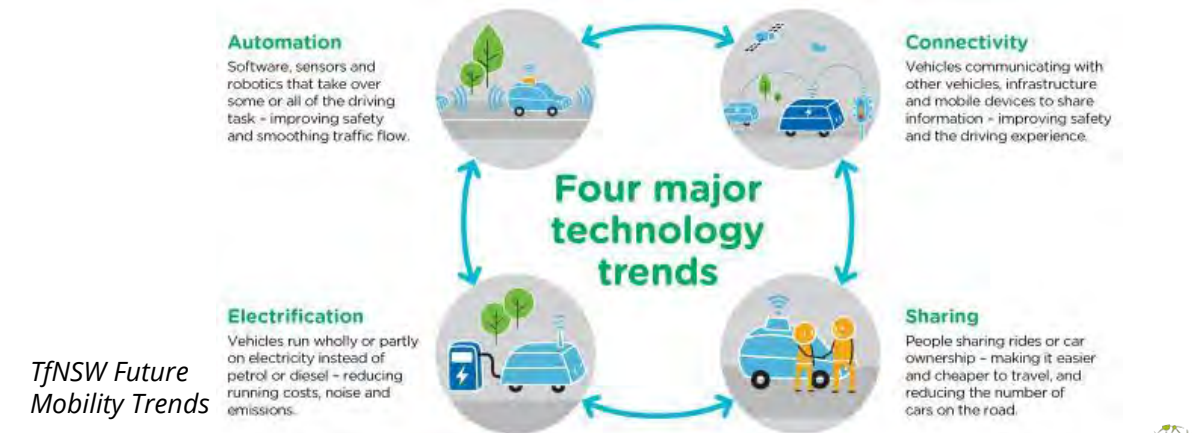 Automation
Software, sensors and
robotics that take over
some or all of the driving
task – improving safety
and smoothing traffic flow.
Connectivity
Vehicles communicating with
other vehicles, infrastructure
and mobile devices to share
information – improving safety
and the driving experience.
Four major
technology
trends
Electrification
Vehicles run wholly or partly
on electricity instead of
petrol or diesel – reducing
running costs, noise and
emissions.
Sharing
People sharing rides or car
ownership – making it easier
and cheaper to travel, and
reducing the number of
cars on the road.
TfNSW Future
Mobility Trends